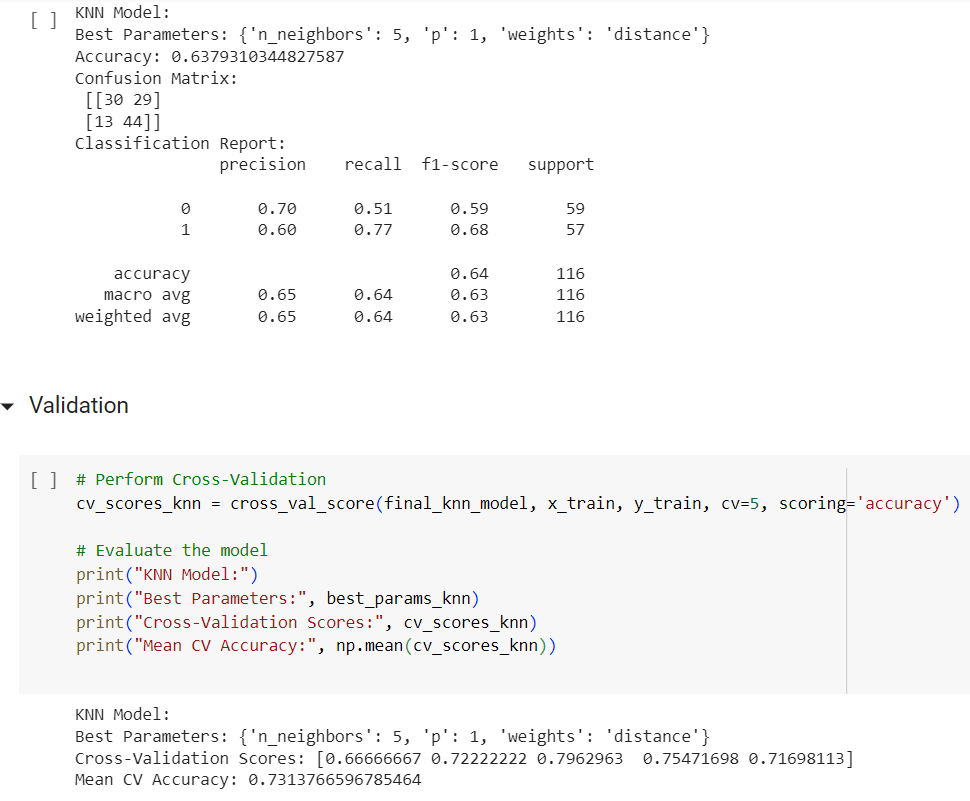 [ ] KNN Model:
Best Parameters: {'n_neighbors': 5, 'p': 1, 'weights': 'distance'}
Accuracy: 0.6379310344827587
Confusion Matrix:
[[30 29]
[13 44]]
Classification Report:
precision recall f1-score support
0 0.70 0.51 0.59 59
1 0.60 0.77 0.68 57
accuracy 0.64 116
macro avg 0.65 0.64 0.63 116
weighted avg 0.65 0.64 0.63 116
Validation
[ ] # Perform Cross-Validation
cv_scores_knn = cross_val_score(final_knn_model, x_train, y_train, cv=5, scoring='accuracy')
# Evaluate the model
print("KNN Model:")
print("Best Parameters:", best_params_knn)
print("Cross-Validation Scores:", cv_scores_knn)
print("Mean CV Accuracy:", np.mean(cv_scores_knn))
KNN Model:
Best Parameters: {'n_neighbors': 5, 'p': 1, 'weights': 'distance'}
Cross-Validation Scores: [0.66666667 0.72222222 0.7962963  0.75471698 0.71698113]
Mean CV Accuracy: 0.7313766596785464